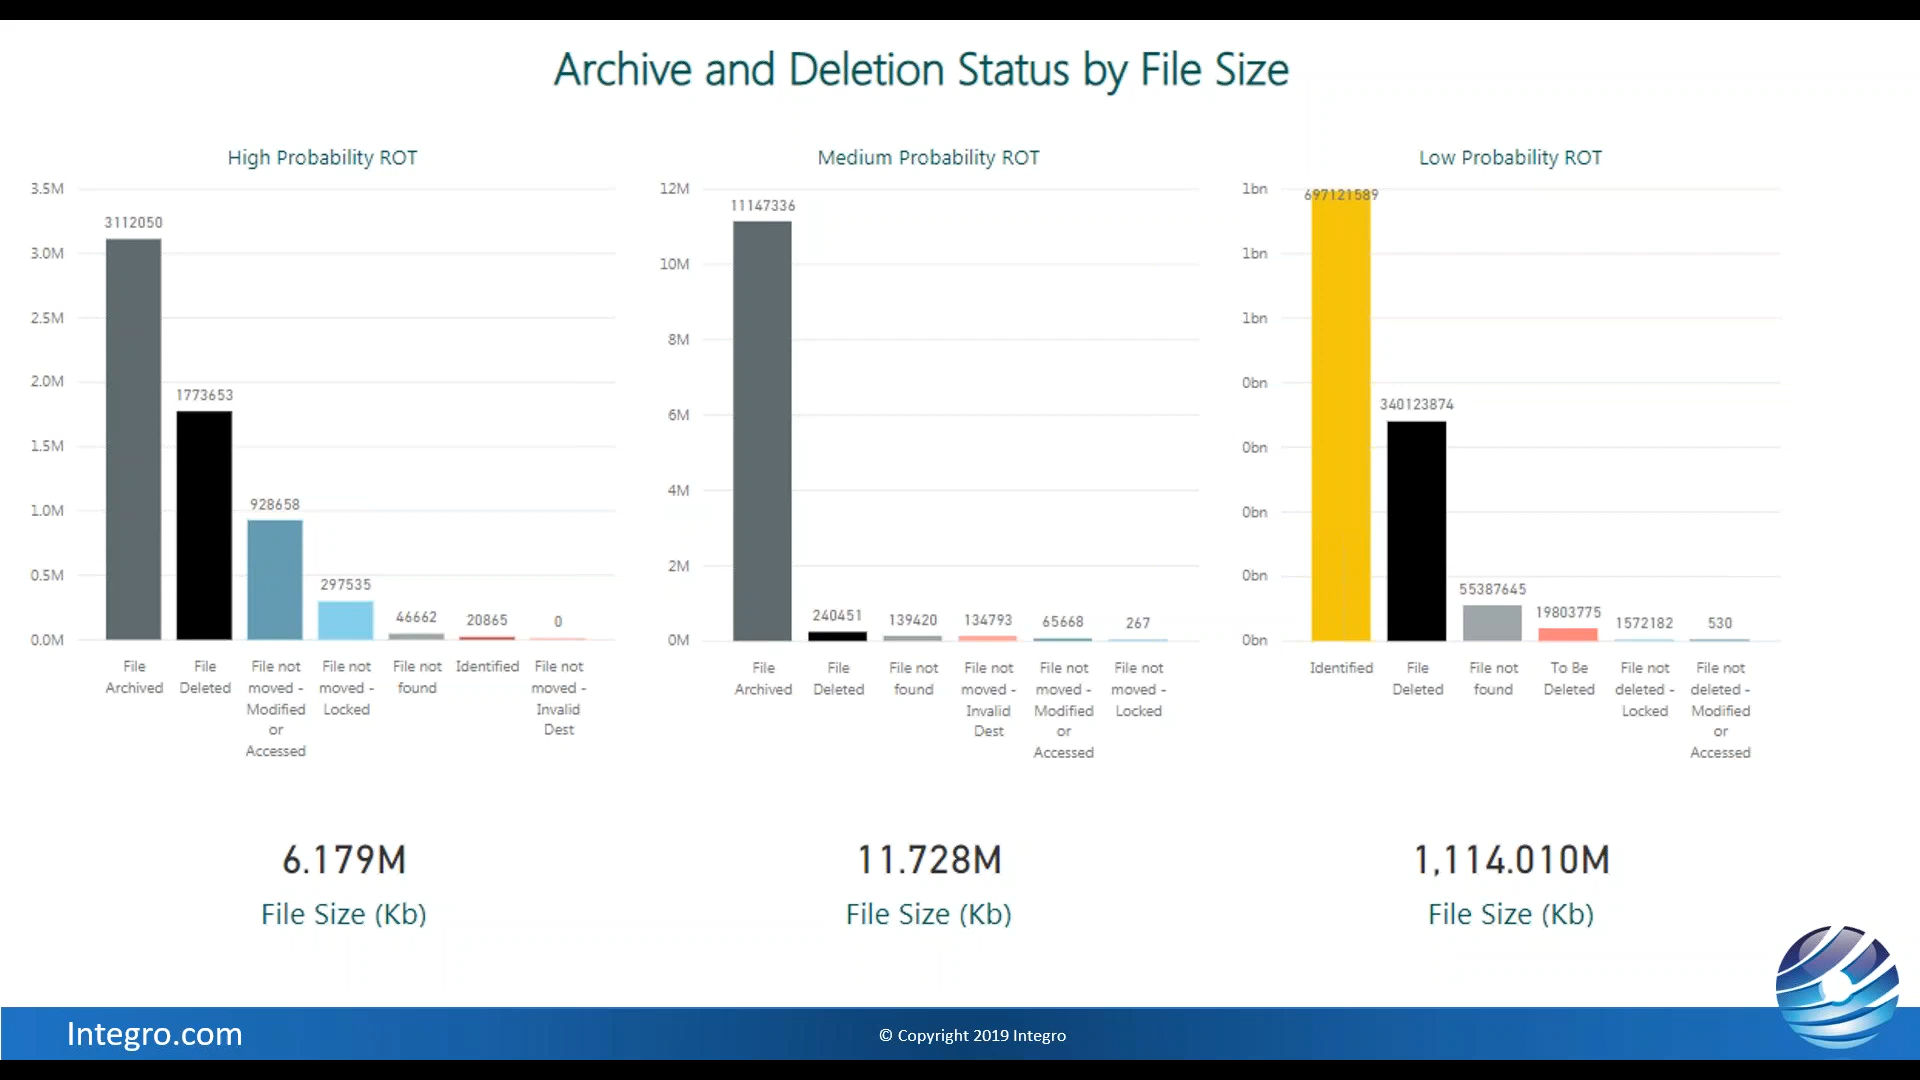 Archive and Deletion Status by File Size
High Probability ROT
3.5M
3.0M
2.5M
2.0M
1.5M
1.0M
0.5M
0.0M
3112050
1773653
928658
297535
46662
20865
0
File
Archived
File
Deleted
File not
moved -
Modified
or
Accessed
File not
moved -
Locked
File not
found
Identified
File not
moved -
Invalid
Dest
6.179M
File Size (Kb)
Medium Probability ROT
12M
10M
8M
6M
4M
2M
0M
11147336
240451
139420
134793
65668
267
File
Archived
File
Deleted
File not
found
File not
moved -
Invalid
Dest
File not
moved -
Modified
or
Accessed
File not
moved -
Locked
11.728M
File Size (Kb)
Low Probability ROT
1bn
1bn
1bn
0bn
0bn
0bn
0bn
0bn
697121589
340123874
55387645
19803775
1572182
530
Identified
File
Deleted
File not
found
To Be
Deleted
File not
deleted -
Locked
File not
deleted -
Modified
or
Accessed
1,114.010M
File Size (Kb)
Integro.com
© Copyright 2019 Integro